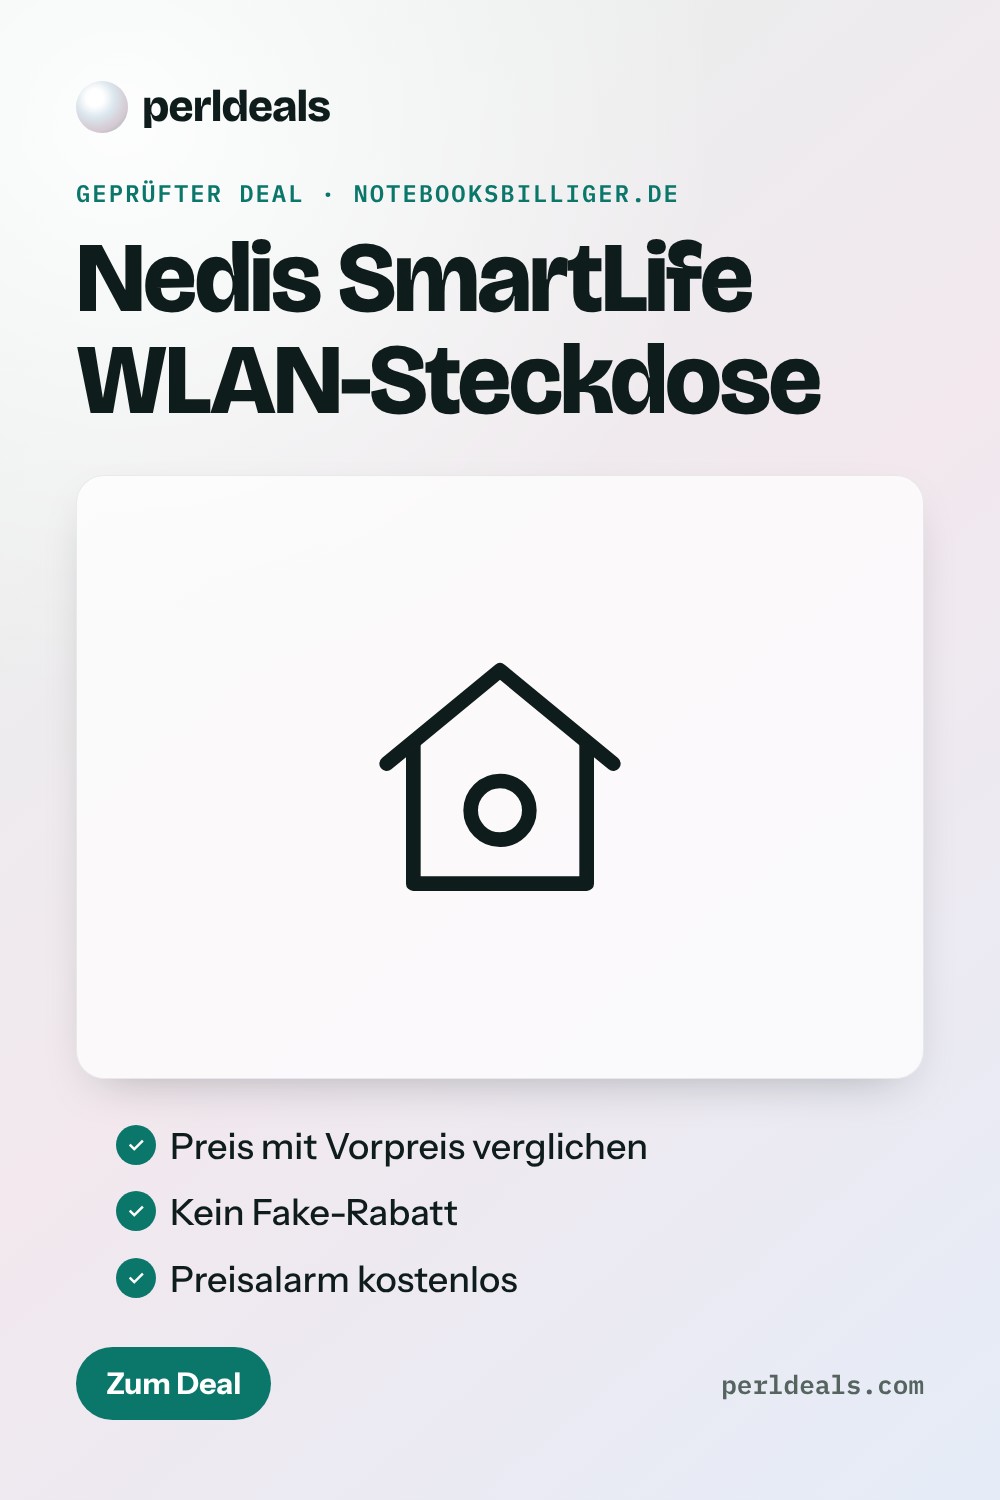 perldeals
GEPRÜFTER DEAL · NOTEBOOKSBILLIGER.DE
Nedis SmartLife
WLAN-Steckdose
Preis mit Vorpreis verglichen
Kein Fake-Rabatt
Preisalarm kostenlos
Zum Deal
perldeals.com